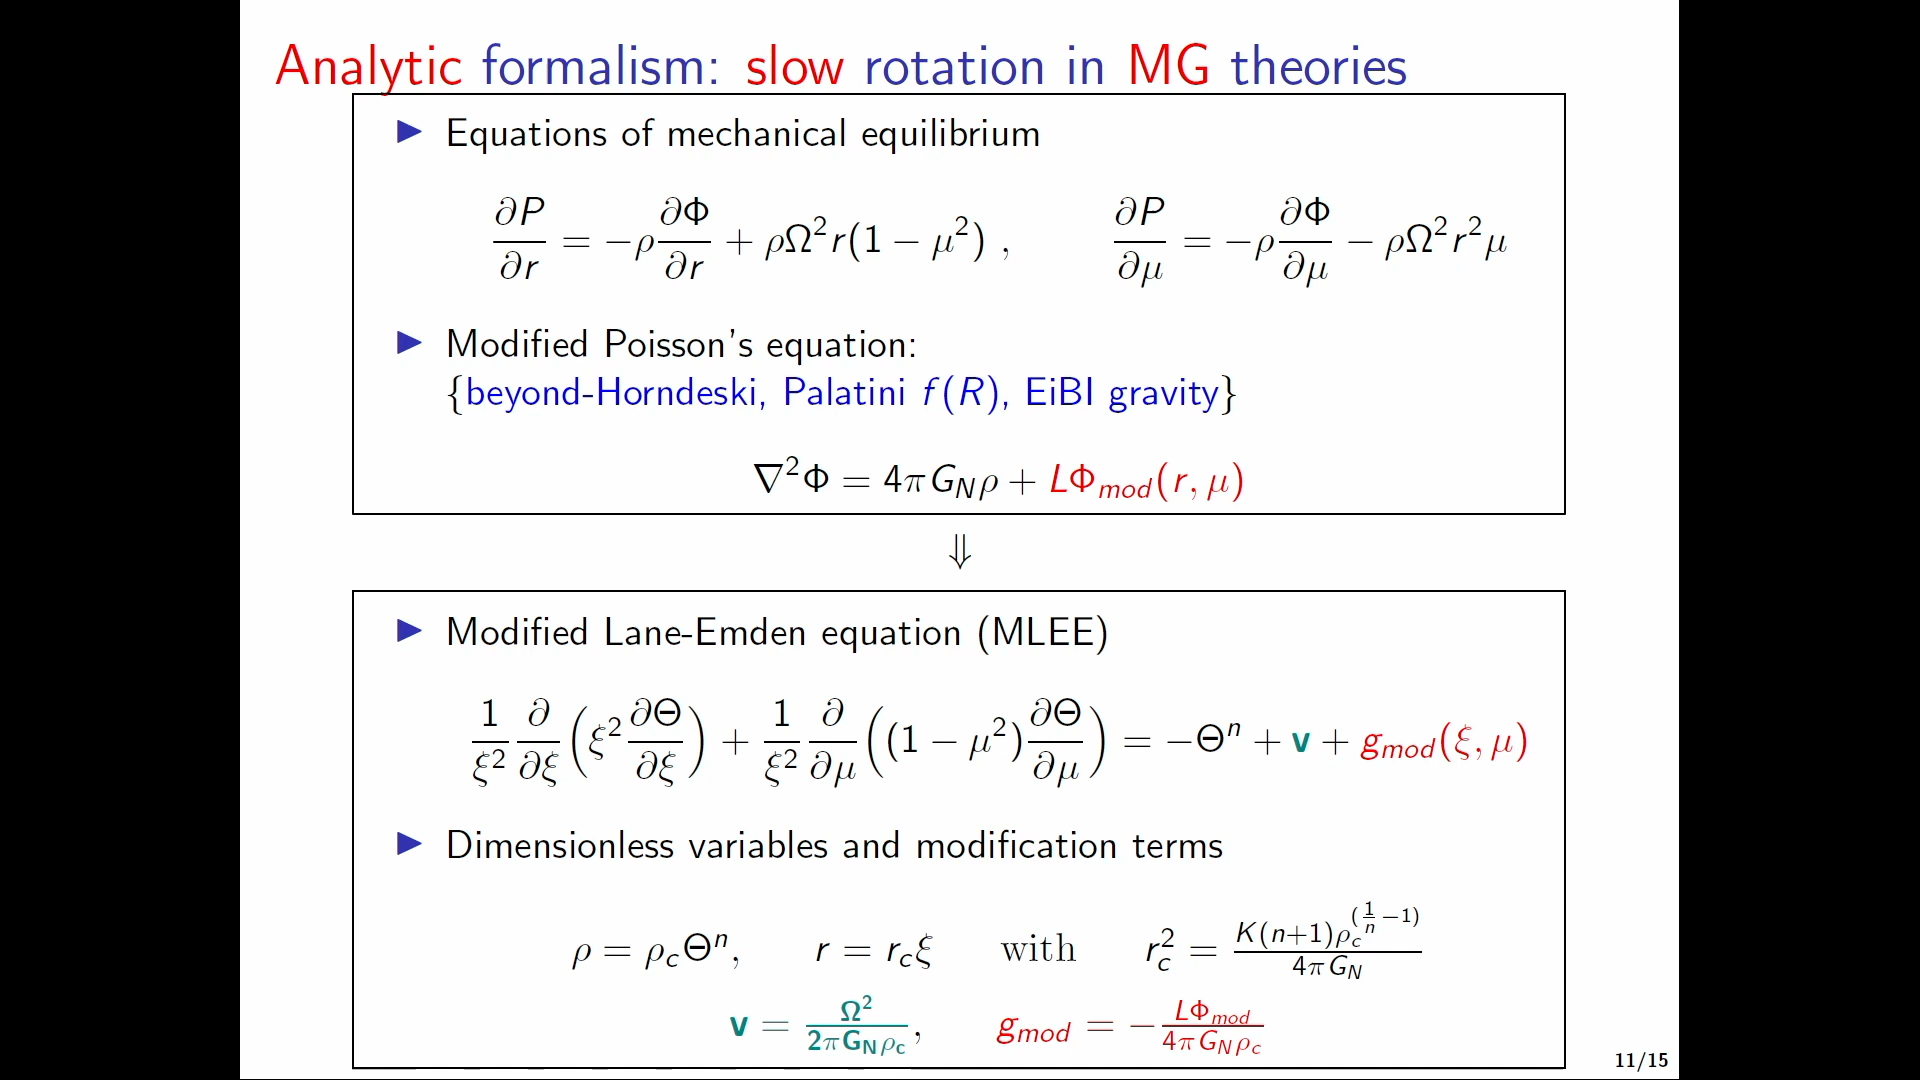 Analytic formalism: slow rotation in MG theories
▶ Equations of mechanical equilibrium
∂P/∂r = −ρ ∂Φ/∂r + ρΩ²r(1 − μ²) , ∂P/∂μ = −ρ ∂Φ/∂μ − ρΩ²r²μ
▶ Modified Poisson's equation:
{beyond-Horndeski, Palatini f(R), EiBI gravity}
∇²Φ = 4πG_Nρ + LΦ_mod(r, μ)
⇓
▶ Modified Lane-Emden equation (MLEE)
1/ξ² ∂/∂ξ (ξ² ∂Θ/∂ξ) + 1/ξ² ∂/∂μ ((1 − μ²) ∂Θ/∂μ) = −Θⁿ + v + g_mod(ξ, μ)
▶ Dimensionless variables and modification terms
ρ = ρ_cΘⁿ, r = r_cξ with r_c² = K(n+1)ρ_c^(1/n −1) / 4πG_N
v = Ω²/2πG_Nρ_c, g_mod = − LΦ_mod/4πG_Nρ_c
11/15